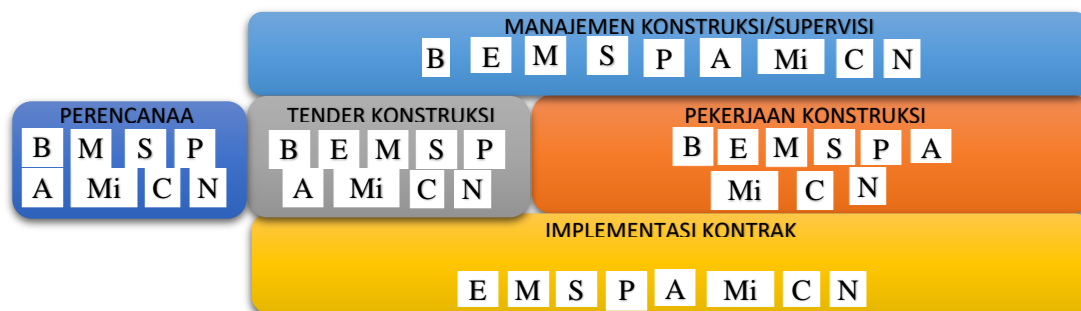 MANAJEMEN KONSTRUKSI/SUPERVISI
B E M S P A Mi C N
PERENCANAA
B M S P
A Mi C N
TENDER KONSTRUKSI
B E M S P
A Mi C N
PEKERJAAN KONSTRUKSI
B E M S P A
Mi C N
IMPLEMENTASI KONTRAK
E M S P A Mi C N